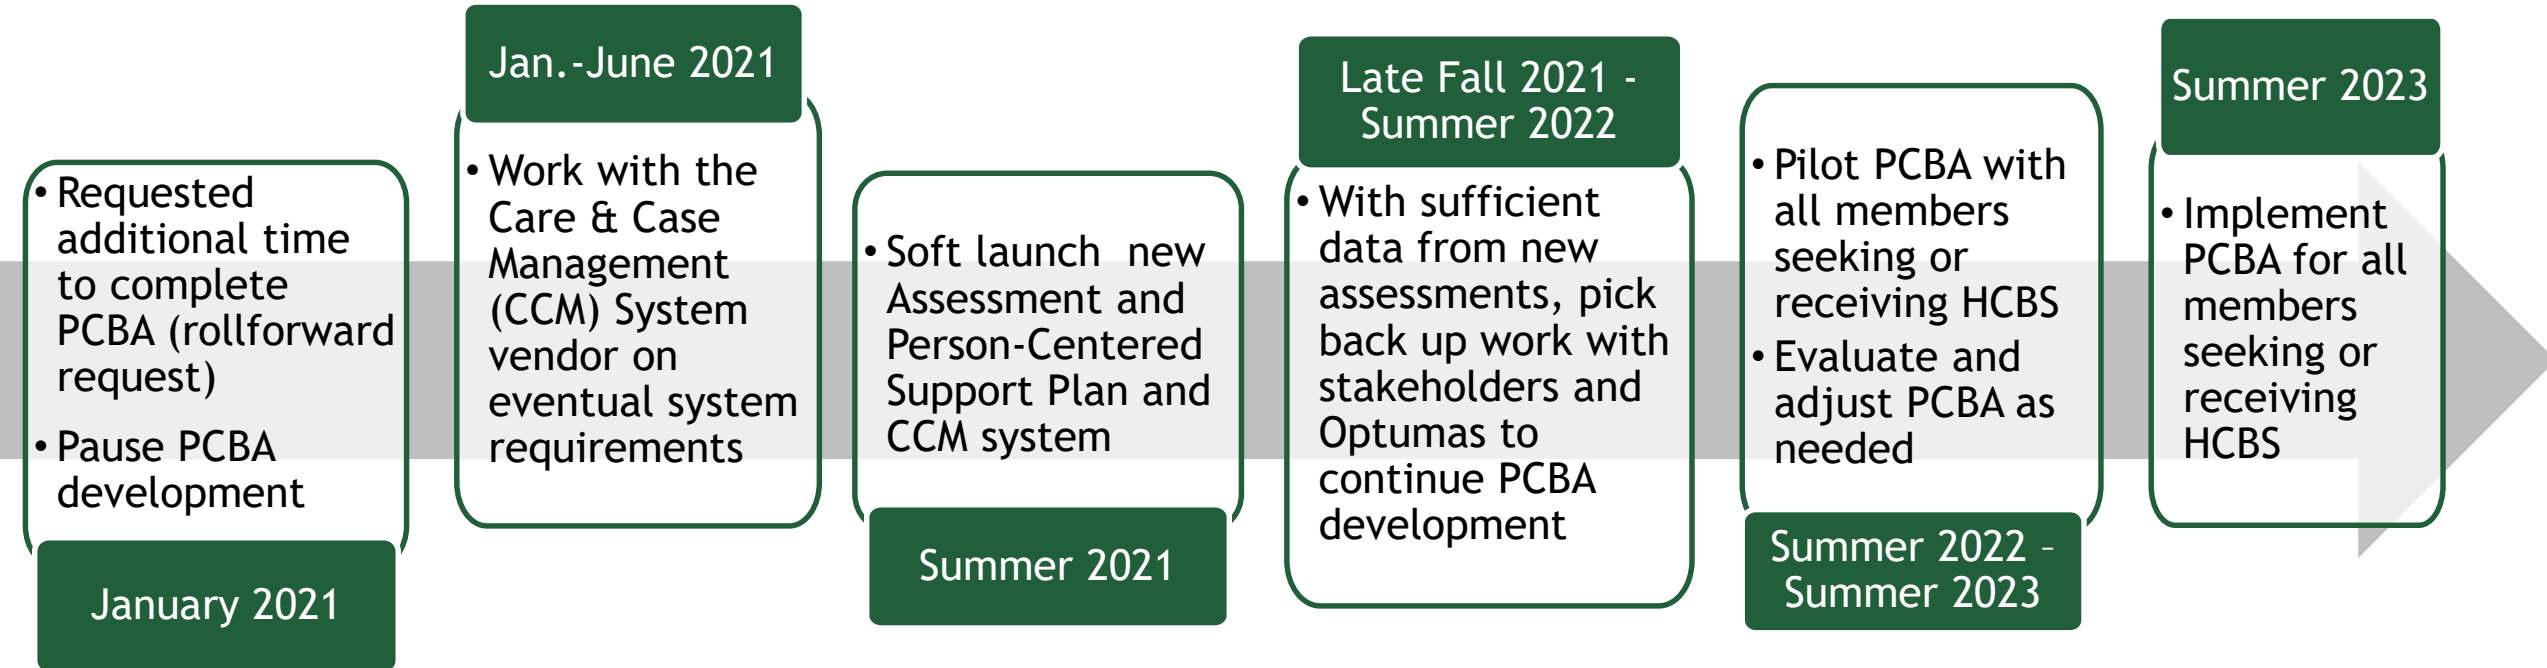 • Requested
additional time
to complete
PCBA (rollforward
request)
• Pause PCBA
development
January 2021
Jan.-June 2021
• Work with the
Care & Case
Management
(CCM) System
vendor on
eventual system
requirements
• Soft launch  new
Assessment and
Person-Centered
Support Plan and
CCM system
Summer 2021
Late Fall 2021 -
Summer 2022
• With sufficient
data from new
assessments, pick
back up work with
stakeholders and
Optumas to
continue PCBA
development
• Pilot PCBA with
all members
seeking or
receiving HCBS
• Evaluate and
adjust PCBA as
needed
Summer 2022 –
Summer 2023
Summer 2023
• Implement
PCBA for all
members
seeking or
receiving
HCBS